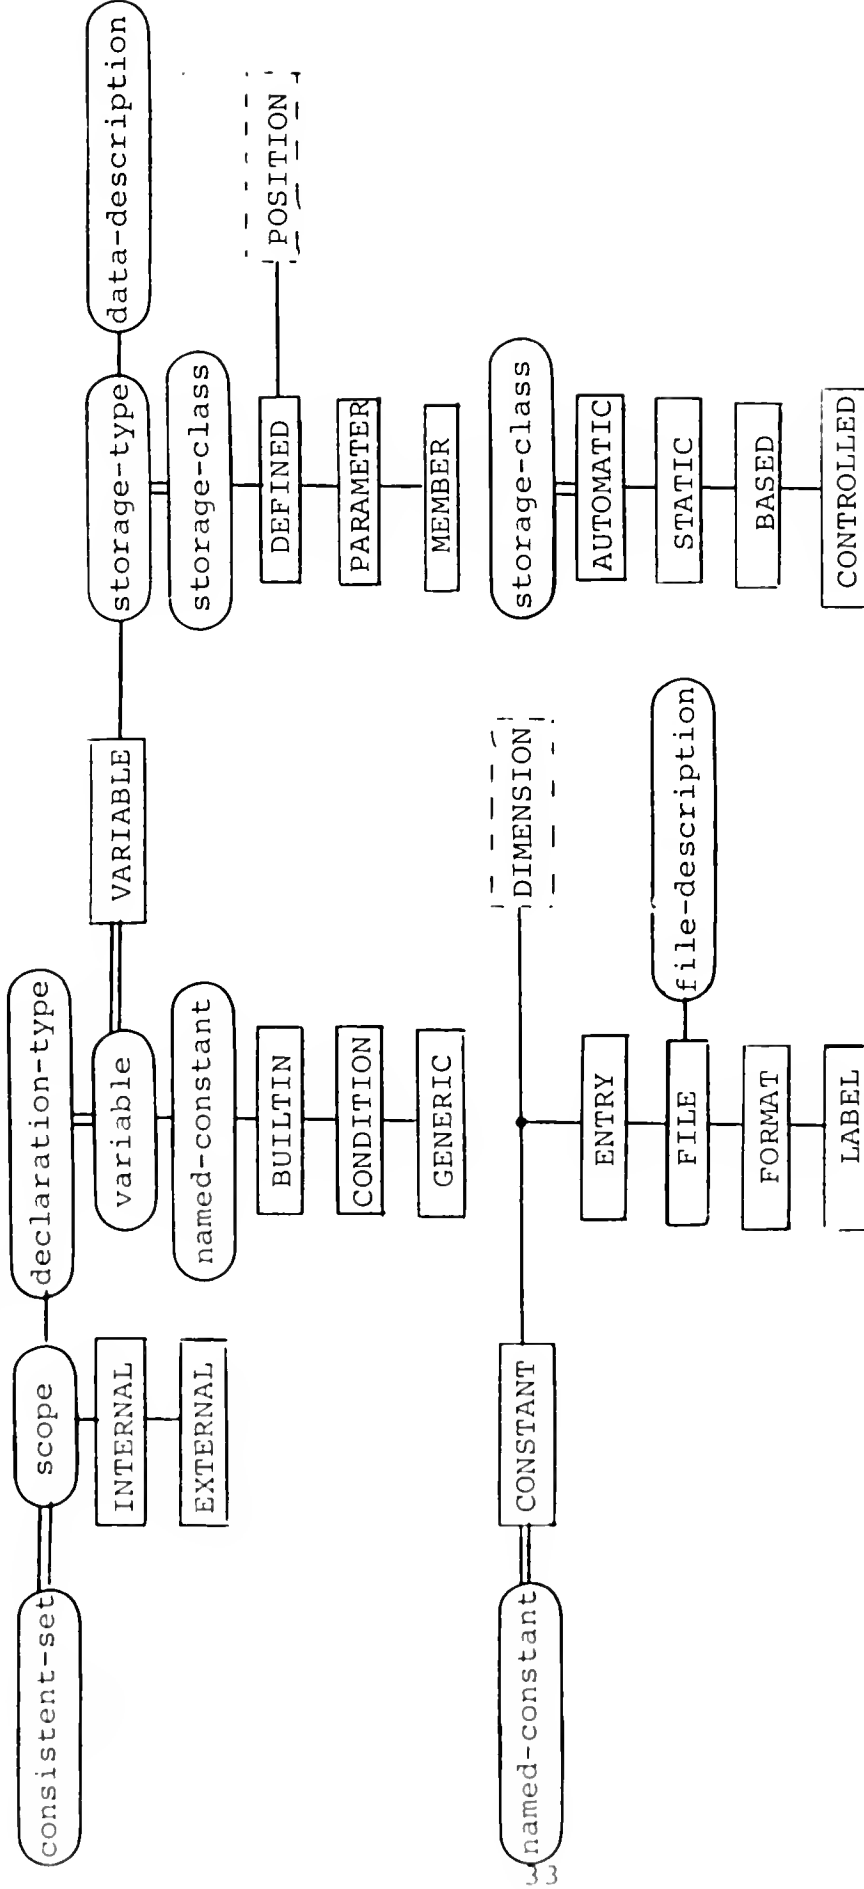 consistent-set
scope
INTERNAL
EXTERNAL
declaration-type
variable
named-constant
BUILTIN
CONDITION
GENERIC
VARIABLE
storage-type
storage-class
DEFINED
PARAMETER
MEMBER
data-description
POSITION
named-constant
CONSTANT
DIMENSION
ENTRY
FILE
FORMAT
LABEL
file-description
storage-class
AUTOMATIC
STATIC
BASED
CONTROLLED
33